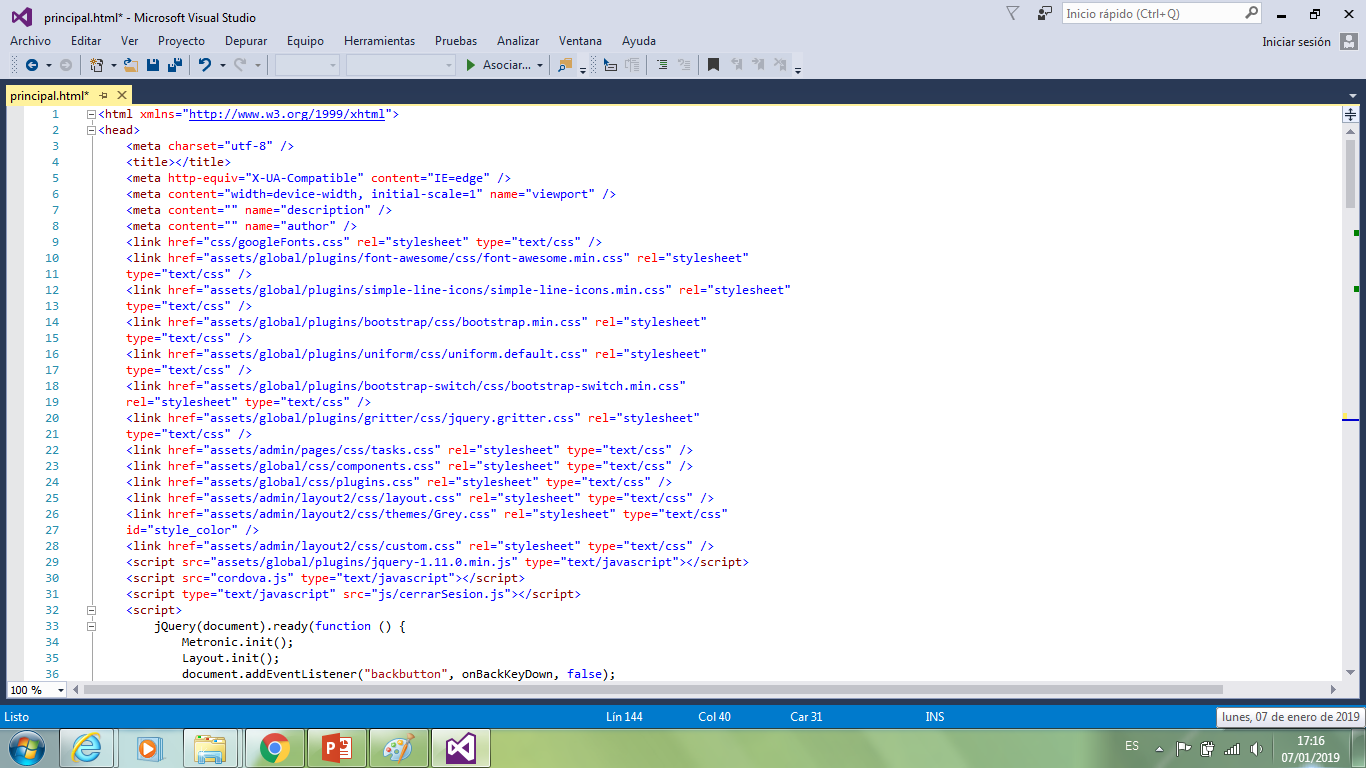 principal.html* - Microsoft Visual Studio
Inicio rápido (Ctrl+Q)
Archivo Editar Ver Proyecto Depurar Equipo Herramientas Pruebas Analizar Ventana Ayuda
Iniciar sesión
Asociar...
principal.html*
1 <html xmlns="http://www.w3.org/1999/xhtml">
2 <head>
3 <meta charset="utf-8" />
4 <title></title>
5 <meta http-equiv="X-UA-Compatible" content="IE=edge" />
6 <meta content="width=device-width, initial-scale=1" name="viewport" />
7 <meta content="" name="description" />
8 <meta content="" name="author" />
9 <link href="css/googleFonts.css" rel="stylesheet" type="text/css" />
10 <link href="assets/global/plugins/font-awesome/css/font-awesome.min.css" rel="stylesheet"
11 type="text/css" />
12 <link href="assets/global/plugins/simple-line-icons/simple-line-icons.min.css" rel="stylesheet"
13 type="text/css" />
14 <link href="assets/global/plugins/bootstrap/css/bootstrap.min.css" rel="stylesheet"
15 type="text/css" />
16 <link href="assets/global/plugins/uniform/css/uniform.default.css" rel="stylesheet"
17 type="text/css" />
18 <link href="assets/global/plugins/bootstrap-switch/css/bootstrap-switch.min.css"
19 rel="stylesheet" type="text/css" />
20 <link href="assets/global/plugins/gritter/css/jquery.gritter.css" rel="stylesheet"
21 type="text/css" />
22 <link href="assets/admin/pages/css/tasks.css" rel="stylesheet" type="text/css" />
23 <link href="assets/global/css/components.css" rel="stylesheet" type="text/css" />
24 <link href="assets/global/css/plugins.css" rel="stylesheet" type="text/css" />
25 <link href="assets/admin/layout2/css/layout.css" rel="stylesheet" type="text/css" />
26 <link href="assets/admin/layout2/css/themes/Grey.css" rel="stylesheet" type="text/css"
27 id="style_color" />
28 <link href="assets/admin/layout2/css/custom.css" rel="stylesheet" type="text/css" />
29 <script src="assets/global/plugins/jquery-1.11.0.min.js" type="text/javascript"></script>
30 <script src="cordova.js" type="text/javascript"></script>
31 <script type="text/javascript" src="js/cerrarSesion.js"></script>
32 <script>
33 jQuery(document).ready(function () {
34 Metronic.init();
35 Layout.init();
36 document.addEventListener("backbutton", onBackKeyDown, false);
100 %
Listo Lín 144 Col 40 Car 31 INS
lunes, 07 de enero de 2019
ES
17:16
07/01/2019